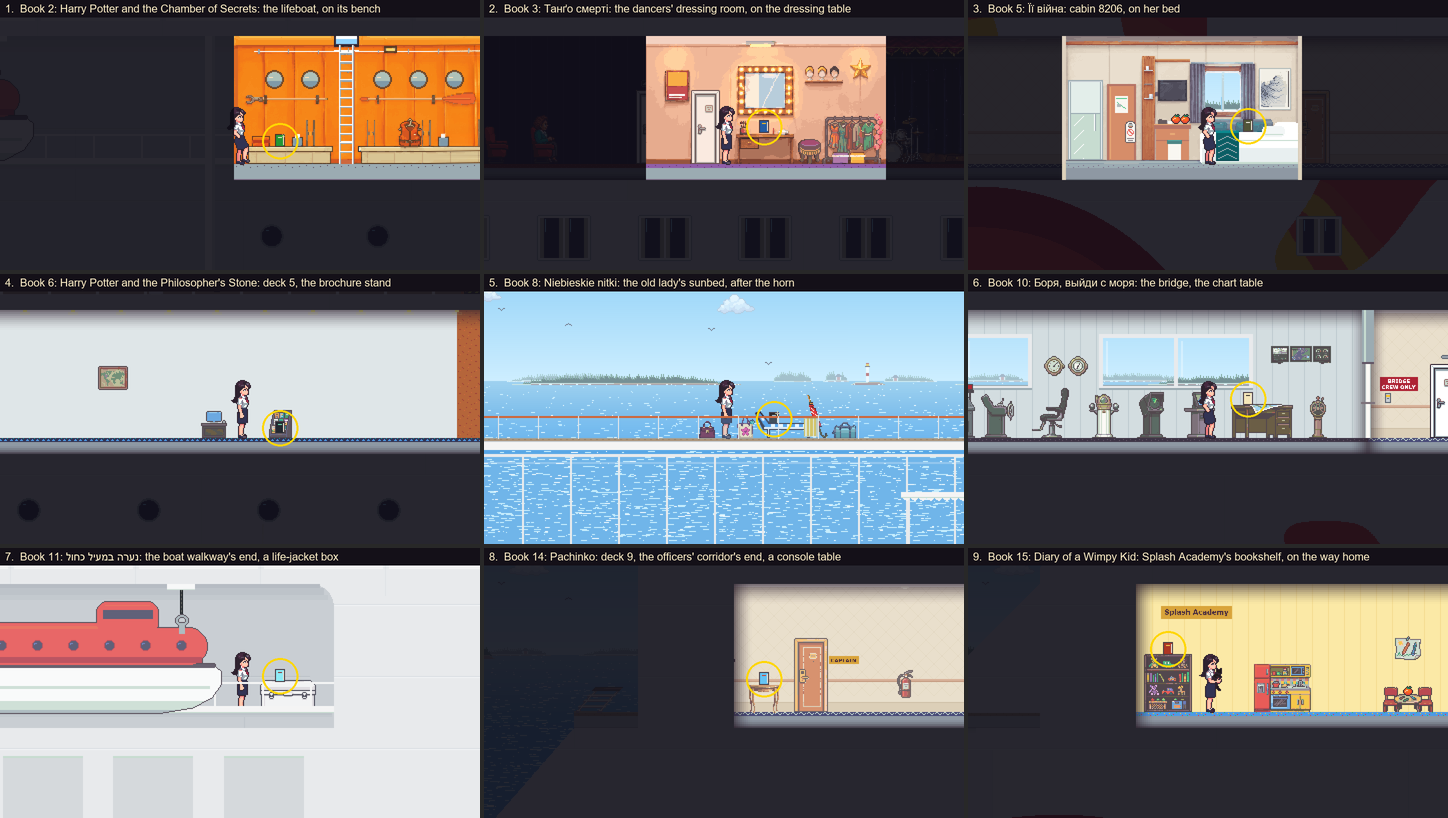 1. Book 2: Harry Potter and the Chamber of Secrets: the lifeboat, on its bench
2. Book 3: Танґо смерті: the dancers' dressing room, on the dressing table
3. Book 5: Її війна: cabin 8206, on her bed
4. Book 6: Harry Potter and the Philosopher's Stone: deck 5, the brochure stand
5. Book 8: Niebieskie nitki: the old lady's sunbed, after the horn
6. Book 10: Боря, выйди с моря: the bridge, the chart table
BRIDGE
CREW ONLY
7. Book 11: נערה במעיל כחול: the boat walkway's end, a life-jacket box
8. Book 14: Pachinko: deck 9, the officers' corridor's end, a console table
CAPTAIN
9. Book 15: Diary of a Wimpy Kid: Splash Academy's bookshelf, on the way home
Splash Academy